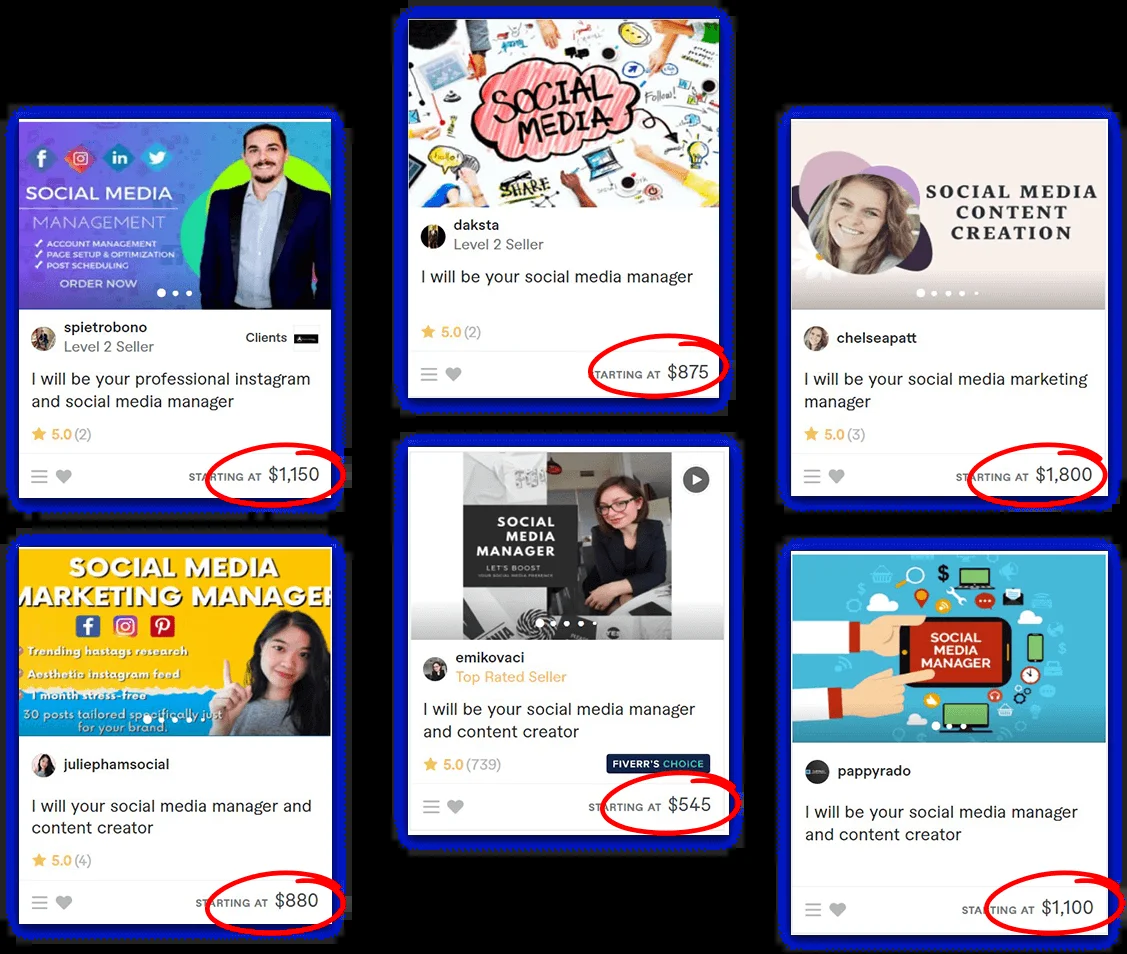 SOCIAL MEDIA
MANAGEMENT
ACCOUNT MANAGEMENT
PAGE SETUP & OPTIMIZATION
POST SCHEDULING
ORDER NOW
spietrobono
Level 2 Seller
Clients
I will be your professional instagram
and social media manager
5.0 (2)
STARTING AT $1,150
SOCIAL MEDIA
MARKETING MANAGER
Trending hastags research
Aesthetic instagram feed
1 month stress-free
30 posts tailored specifically just
for your brand.
juliephamsocial
I will your social media manager and
content creator
5.0 (4)
STARTING AT $880
SOCIAL
MEDIA
Follow!
hello!
SHARE
daksta
Level 2 Seller
I will be your social media manager
5.0 (2)
STARTING AT $875
SOCIAL
MEDIA
MANAGER
LET'S BOOST
YOUR SOCIAL MEDIA PRESENCE
emikovaci
Top Rated Seller
I will be your social media manager
and content creator
5.0 (739)
FIVERR'S CHOICE
STARTING AT $545
SOCIAL MEDIA
CONTENT
CREATION
chelseapatt
I will be your social media marketing
manager
5.0 (3)
STARTING AT $1,800
$
SOCIAL
MEDIA
MANAGER
pappyrado
I will be your social media manager
and content creator
STARTING AT $1,100